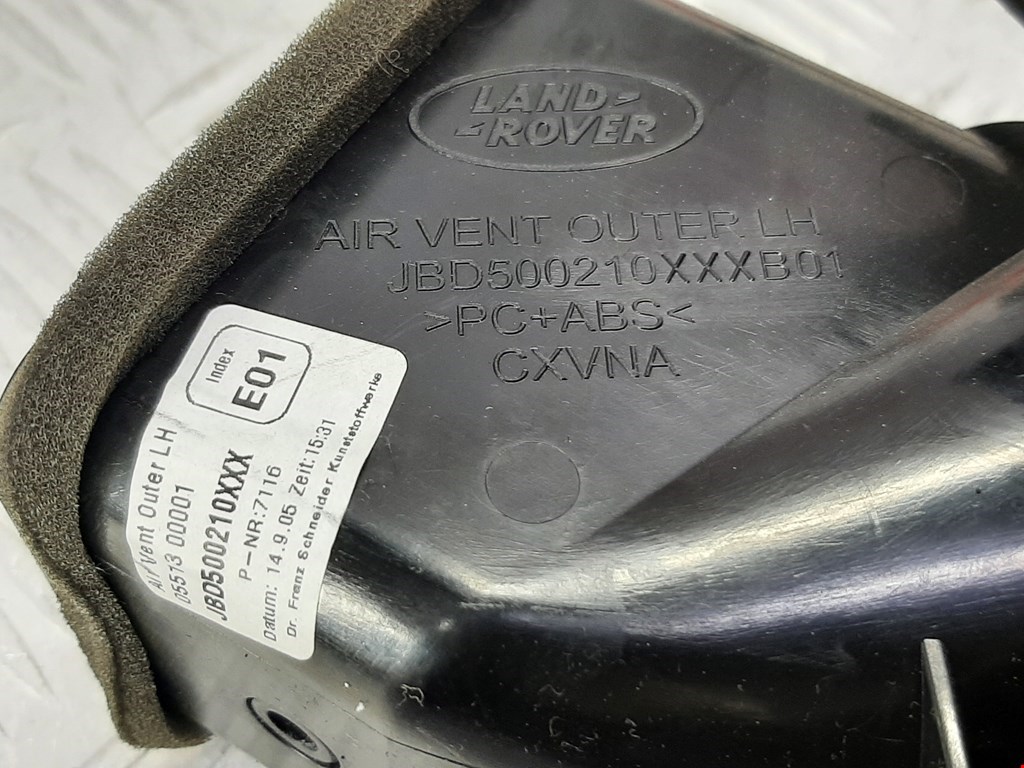 LAND-
-ROVER
AIR VENT OUTER LH
JBD500210XXXB01
>PC+ABS<
CXVNA
Index
E01
Air Vent Outer LH
05513 00001
JBD500210XXX
P-NR:7116
Datum: 14.9.05 Zeit:15:31
Dr. Franz Schneider Kunststoffwerke